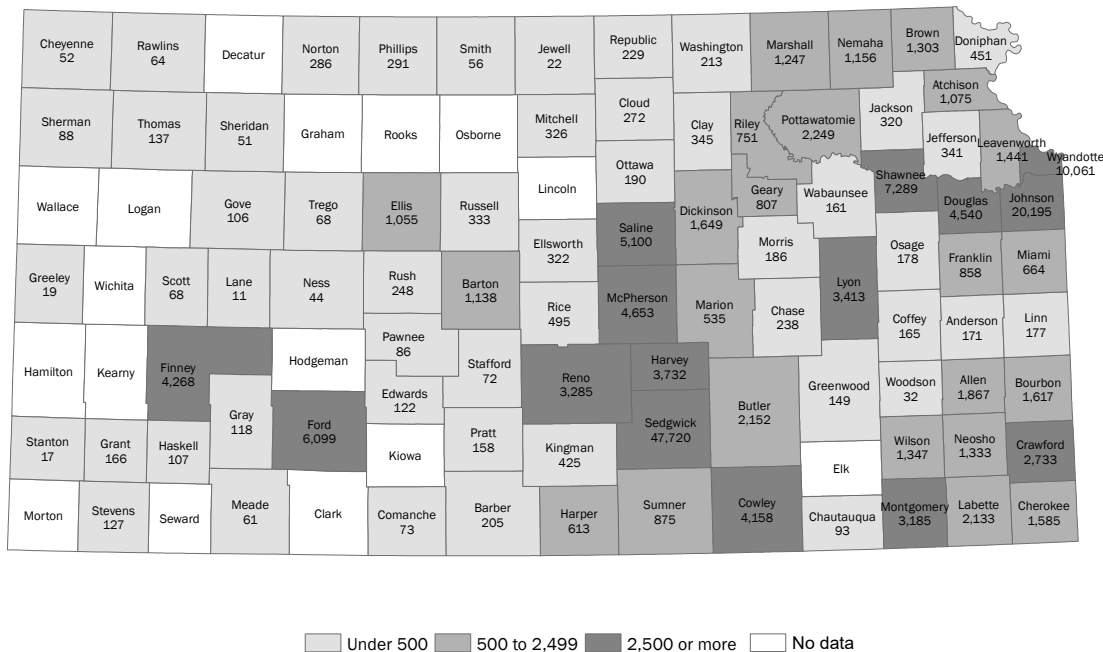 Cheyenne
52
Rawlins
64
Decatur
Norton
286
Phillips
291
Smith
56
Jewell
22
Republic
229
Washington
213
Marshall
1,247
Nemaha
1,156
Brown
1,303
Doniphan
451
Atchison
1,075
Sherman
88
Thomas
137
Sheridan
51
Graham
Rooks
Osborne
Mitchell
326
Cloud
272
Clay
345
Riley
751
Pottawatomie
2,249
Jackson
320
Jefferson
341
Leavenworth
1,441
Wyandotte
10,061
Ottawa
190
Lincoln
Wallace
Logan
Gove
106
Trego
68
Ellis
1,055
Russell
333
Saline
5,100
Dickinson
1,649
Geary
807
Wabaunsee
161
Shawnee
7,289
Douglas
4,540
Johnson
20,195
Ellsworth
322
Morris
186
Osage
178
Franklin
858
Miami
664
Greeley
19
Wichita
Scott
68
Lane
11
Ness
44
Rush
248
Barton
1,138
Rice
495
McPherson
4,653
Marion
535
Chase
238
Lyon
3,413
Coffey
165
Anderson
171
Linn
177
Hamilton
Kearny
Finney
4,268
Hodgeman
Pawnee
86
Stafford
72
Edwards
122
Reno
3,285
Harvey
3,732
Sedgwick
47,720
Butler
2,152
Greenwood
149
Woodson
32
Allen
1,867
Bourbon
1,617
Gray
118
Ford
6,099
Stanton
17
Grant
166
Haskell
107
Kiowa
Pratt
158
Kingman
425
Elk
Wilson
1,347
Neosho
1,333
Crawford
2,733
Morton
Stevens
127
Seward
Meade
61
Clark
Comanche
73
Barber
205
Harper
613
Sumner
875
Cowley
4,158
Chautauqua
93
Montgomery
3,185
Labette
2,133
Cherokee
1,585
Under 500 500 to 2,499 2,500 or more No data